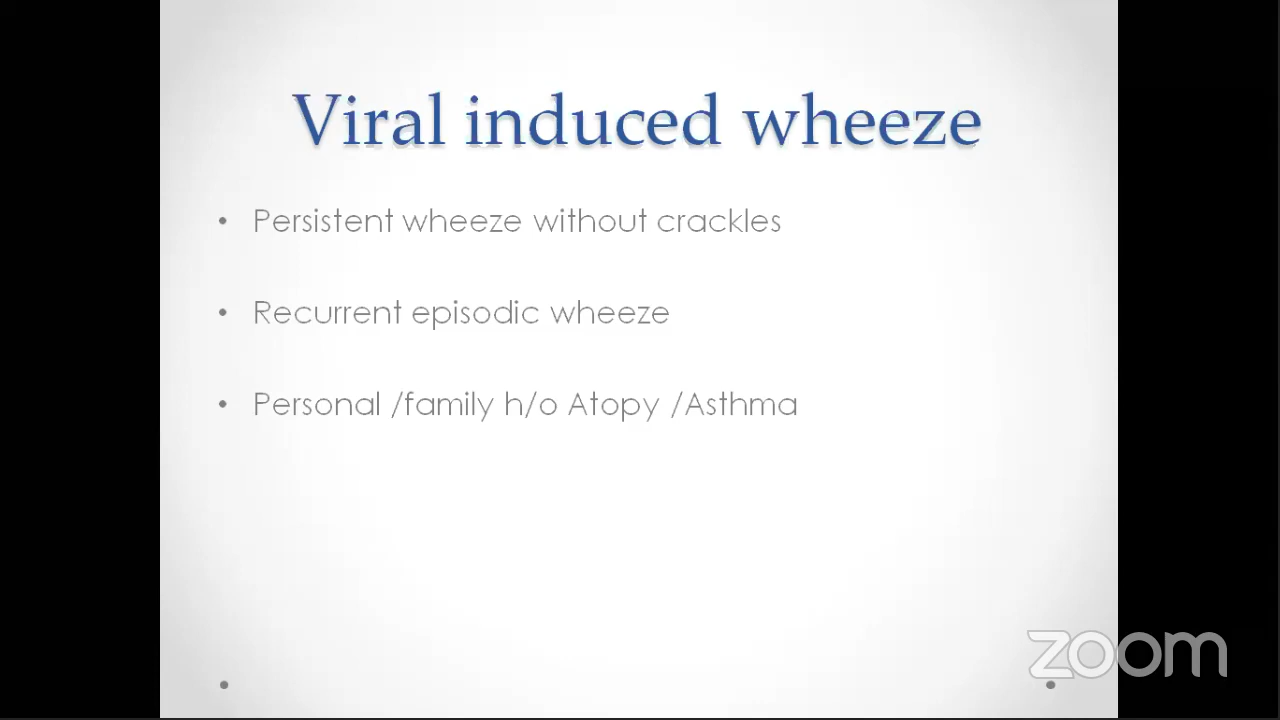 Viral induced wheeze
• Persistent wheeze without crackles
• Recurrent episodic wheeze
• Personal /family h/o Atopy /Asthma
zoom